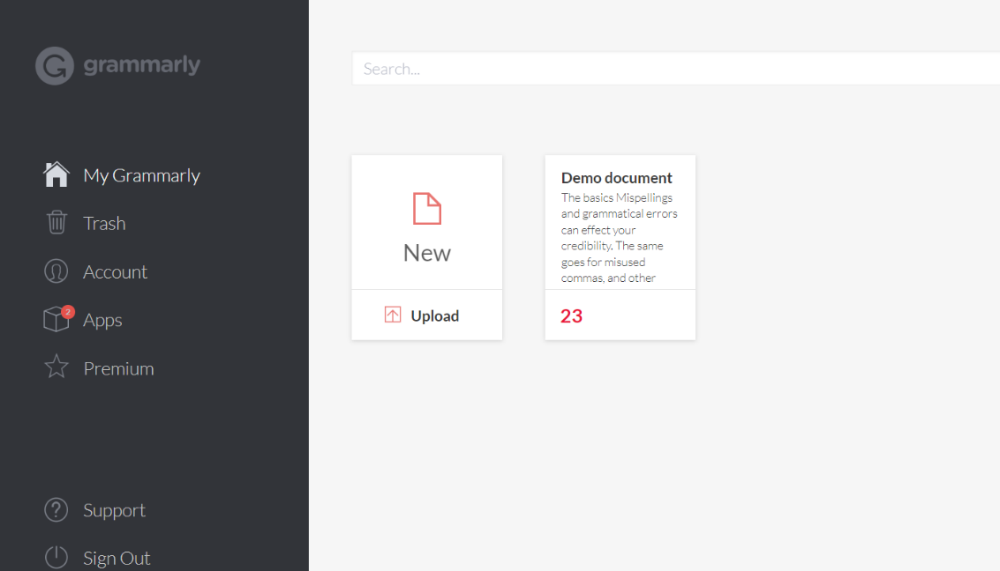 grammarly
Search...
My Grammarly
Trash
Account
2
Apps
Premium
Support
Sign Out
New
Upload
Demo document
The basics Mispellings
and grammatical errors
can effect your
credibility. The same
goes for misused
commas, and other
23